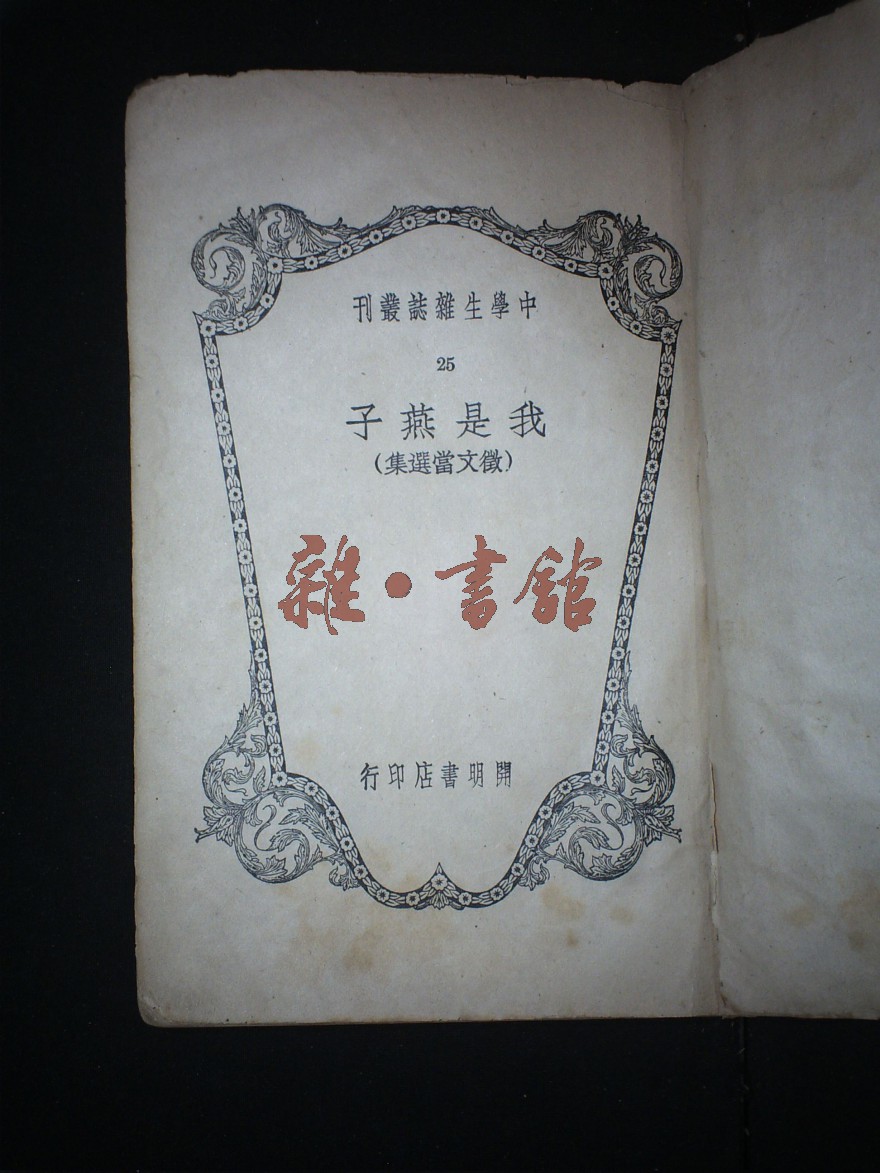 中學生雜誌叢刊
25
我是燕子
(徵文當選集)
雜·書館
開明書店印行